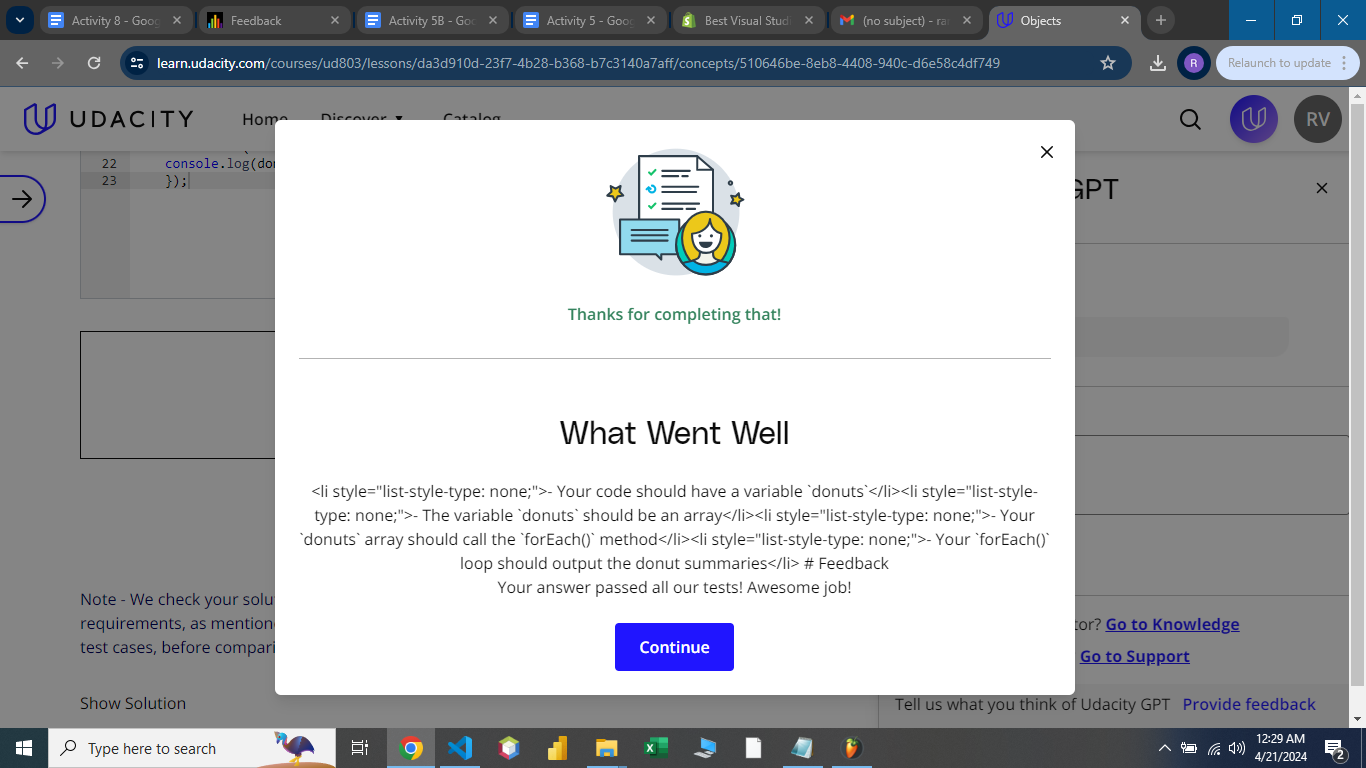 Activity 8 - Goog
Feedback
Activity 5B - Goo
Activity 5 - Goog
Best Visual Studi
(no subject) - rar
Objects
learn.udacity.com/courses/ud803/lessons/da3d910d-23f7-4b28-b368-b7c3140a7aff/concepts/510646be-8eb8-4408-940c-d6e58c4df749
R
Relaunch to update
UDACITY
Home
Discover
Catalog
RV
22 console.log(don
23 });
GPT
Thanks for completing that!
What Went Well
<li style="list-style-type: none;">- Your code should have a variable `donuts`</li><li style="list-style-
type: none;">- The variable `donuts` should be an array</li><li style="list-style-type: none;">- Your
`donuts` array should call the `forEach()` method</li><li style="list-style-type: none;">- Your `forEach()`
loop should output the donut summaries</li> # Feedback
Your answer passed all our tests! Awesome job!
Continue
Note - We check your solu
requirements, as mention
test cases, before compari
Show Solution
tor? Go to Knowledge
Go to Support
Tell us what you think of Udacity GPT Provide feedback
Type here to search
12:29 AM
4/21/2024
2